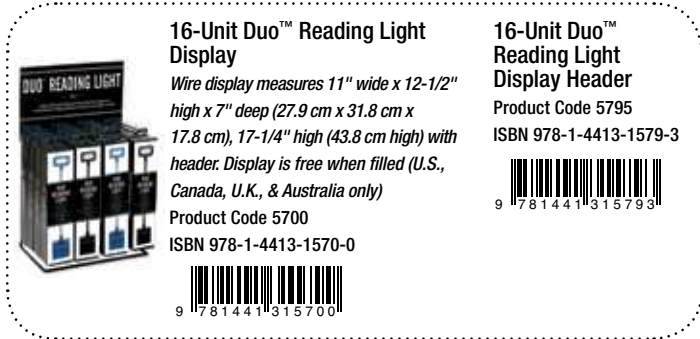 DUO™ READING LIGHT
16-Unit Duo™ Reading Light
Display
Wire display measures 11" wide x 12-1/2"
high x 7" deep (27.9 cm x 31.8 cm x
17.8 cm), 17-1/4" high (43.8 cm high) with
header. Display is free when filled (U.S.,
Canada, U.K., & Australia only)
Product Code 5700
ISBN 978-1-4413-1570-0
9 781441 315700
16-Unit Duo™
Reading Light
Display Header
Product Code 5795
ISBN 978-1-4413-1579-3
9 781441 315793